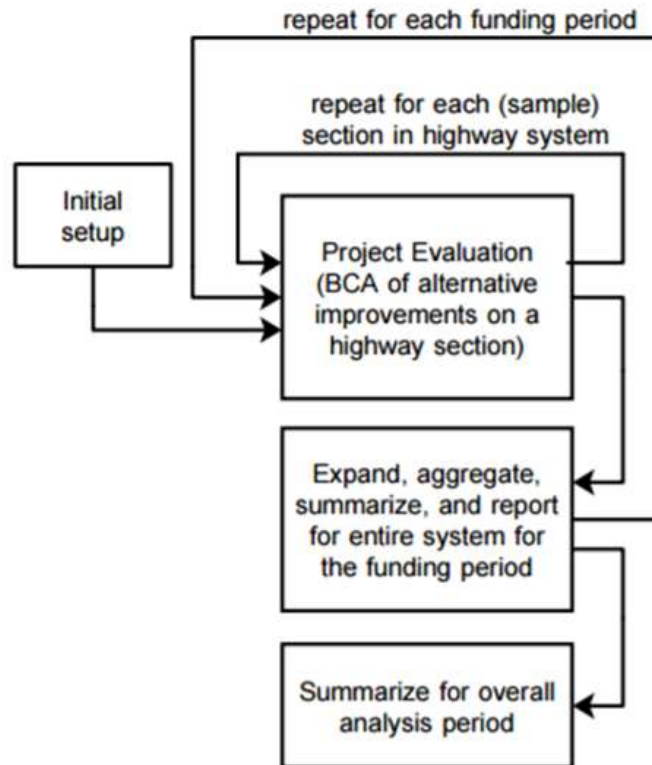 repeat for each funding period
repeat for each (sample)
section in highway system
Initial
setup
Project Evaluation
(BCA of alternative
improvements on a
highway section)
Expand, aggregate,
summarize, and report
for entire system for
the funding period
Summarize for overall
analysis period